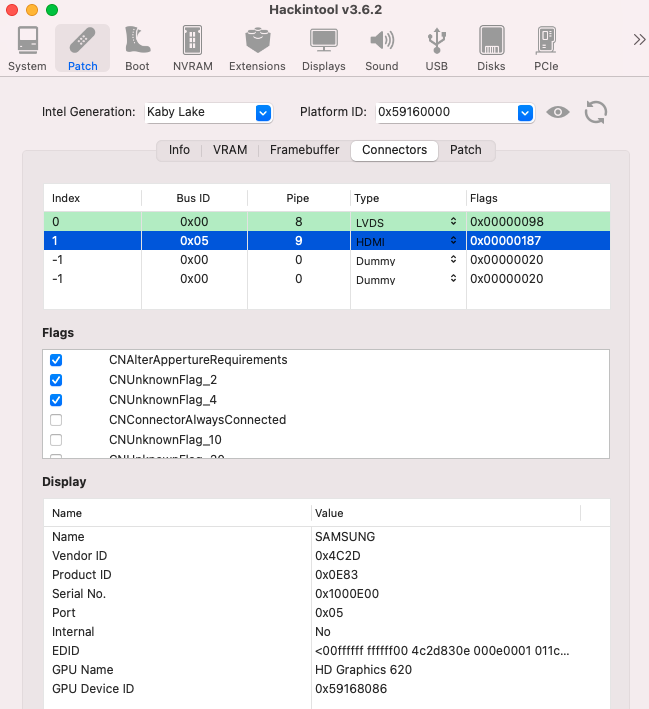 Hackintool v3.6.2
System Patch Boot NVRAM Extensions Displays Sound USB Disks PCIe
Intel Generation: Kaby Lake Platform ID: 0x59160000
Info VRAM Framebuffer Connectors Patch
Index Bus ID Pipe Type Flags
0 0x00 8 LVDS 0x00000098
1 0x05 9 HDMI 0x00000187
-1 0x00 0 Dummy 0x00000020
-1 0x00 0 Dummy 0x00000020
Flags
CNAlterAppertureRequirements
CNUnknownFlag_2
CNUnknownFlag_4
CNConnectorAlwaysConnected
CNUnknownFlag_10
Display
Name Value
Name SAMSUNG
Vendor ID 0x4C2D
Product ID 0x0E83
Serial No. 0x1000E00
Port 0x05
Internal No
EDID <00ffffff ffffff00 4c2d830e 000e0001 011c...
GPU Name HD Graphics 620
GPU Device ID 0x59168086